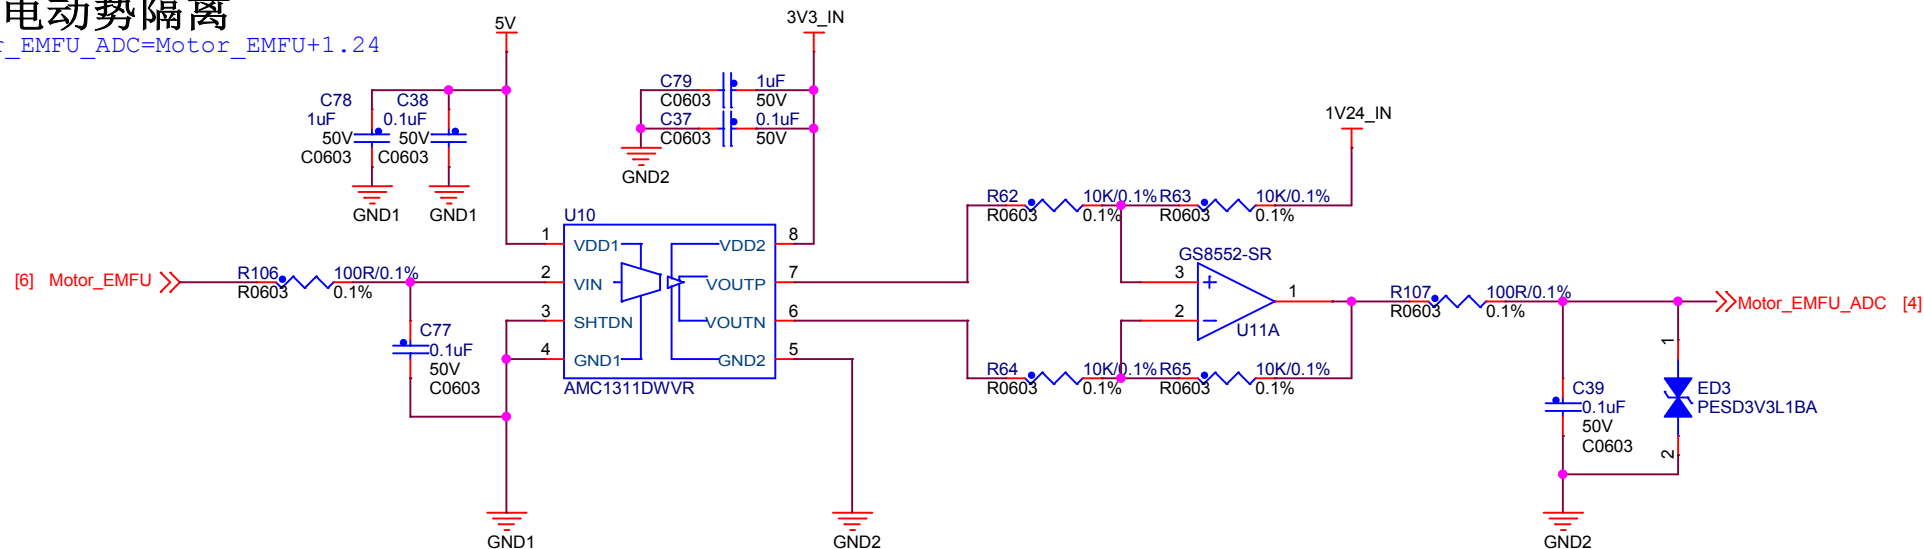 电动势隔离
r_EMFU_ADC=Motor_EMFU+1.24
5V
3V3_IN
C78
1uF
50V
C0603
C38
0.1uF
50V
C0603
GND1
GND1
C79
C0603
1uF
50V
C37
C0603
0.1uF
50V
GND2
1V24_IN
U10
1
VDD1
VDD2
8
2
VIN
VOUTP
7
3
SHTDN
VOUTN
6
4
GND1
GND2
5
AMC1311DWVR
[6] Motor_EMFU
R106
R0603
100R/0.1%
0.1%
C77
0.1uF
50V
C0603
GND1
GND2
R62
R0603
10K/0.1%
0.1%
R63
R0603
10K/0.1%
0.1%
GS8552-SR
3
2
1
U11A
R64
R0603
10K/0.1%
0.1%
R65
R0603
10K/0.1%
0.1%
R107
R0603
100R/0.1%
0.1%
Motor_EMFU_ADC [4]
C39
0.1uF
50V
C0603
1
ED3
PESD3V3L1BA
2
GND2